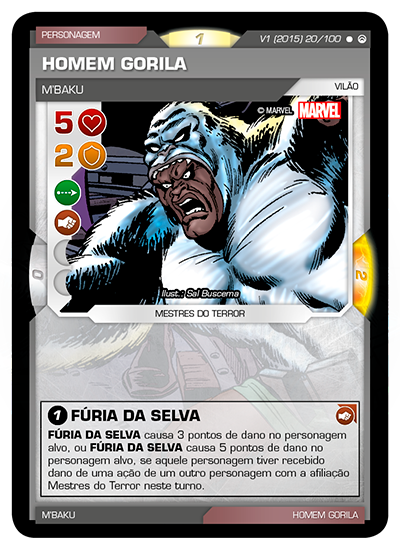 PERSONAGEM
1
V1 (2015) 20/100
HOMEM GORILA
M'BAKU
VILÃO
5
© MARVEL MARVEL
2
0
2
Ilust.: Sal Buscema
MESTRES DO TERROR
1 FÚRIA DA SELVA
FÚRIA DA SELVA causa 3 pontos de dano no personagem
alvo, ou FÚRIA DA SELVA causa 5 pontos de dano no
personagem alvo, se aquele personagem tiver recebido
dano de uma ação de um outro personagem com a afiliação
Mestres do Terror neste turno.
M'BAKU
HOMEM GORILA